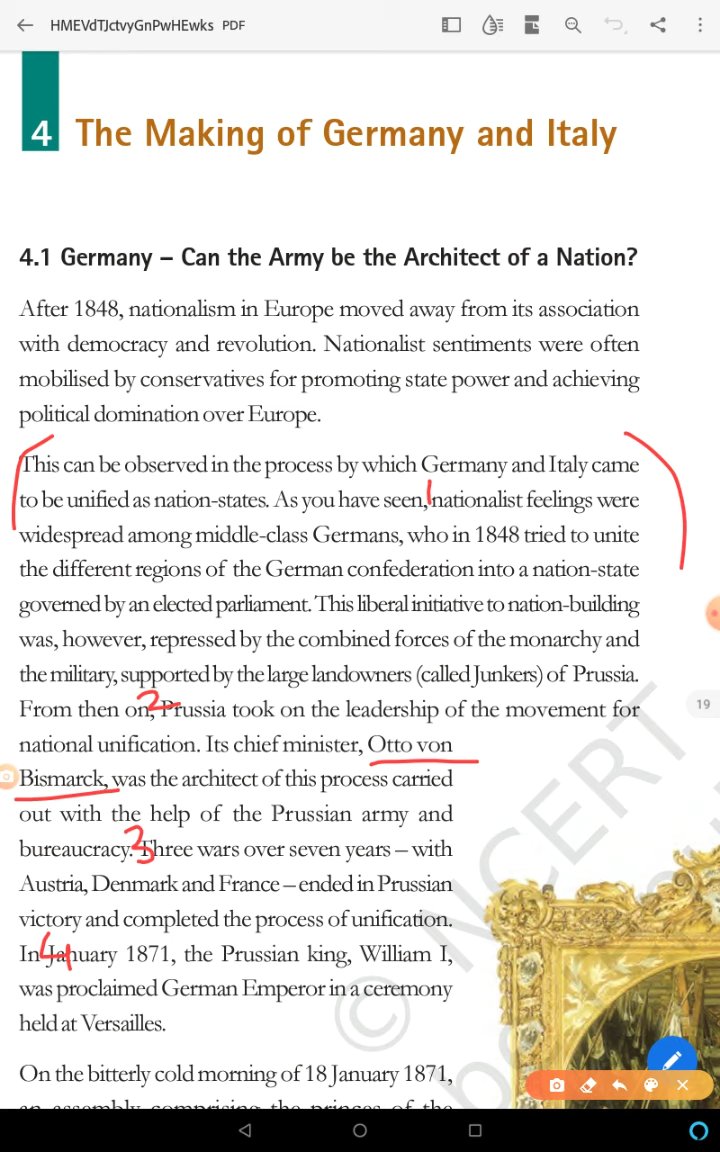 HMEVdTJctvyGnPwHEwks PDF
4 The Making of Germany and Italy
4.1 Germany – Can the Army be the Architect of a Nation?
After 1848, nationalism in Europe moved away from its association
with democracy and revolution. Nationalist sentiments were often
mobilised by conservatives for promoting state power and achieving
political domination over Europe.
This can be observed in the process by which Germany and Italy came
to be unified as nation-states. As you have seen, 1 nationalist feelings were
widespread among middle-class Germans, who in 1848 tried to unite
the different regions of the German confederation into a nation-state
governed by an elected parliament. This liberal initiative to nation-building
was, however, repressed by the combined forces of the monarchy and
the military, supported by the large landowners (called Junkers) of Prussia.
2
From then on, Prussia took on the leadership of the movement for
19
national unification. Its chief minister, Otto von
Bismarck, was the architect of this process carried
out with the help of the Prussian army and
bureaucracy. 3 Three wars over seven years – with
Austria, Denmark and France – ended in Prussian
victory and completed the process of unification.
4
In January 1871, the Prussian king, William I,
was proclaimed German Emperor in a ceremony
held at Versailles.
On the bitterly cold morning of 18 January 1871,
an assembly comprising the princes of the
© NCERT